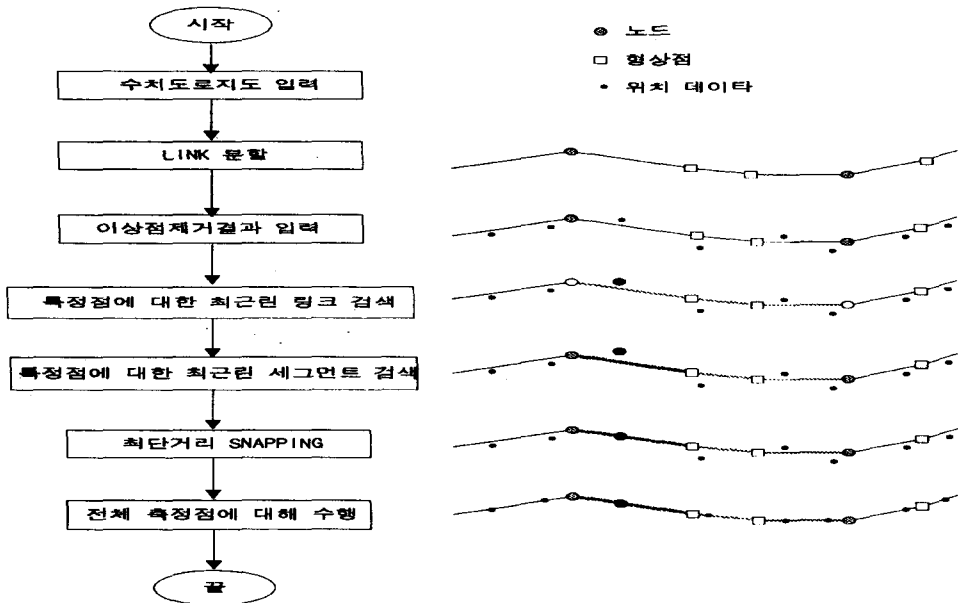 시작
수치도로지도 입력
LINK 분할
이상점제거결과 입력
특정점에 대한 최근린 링크 검색
특정점에 대한 최근린 세그먼트 검색
최단거리 SNAPPING
전체 측정점에 대해 수행
끝
노드
형상점
위치 데이타